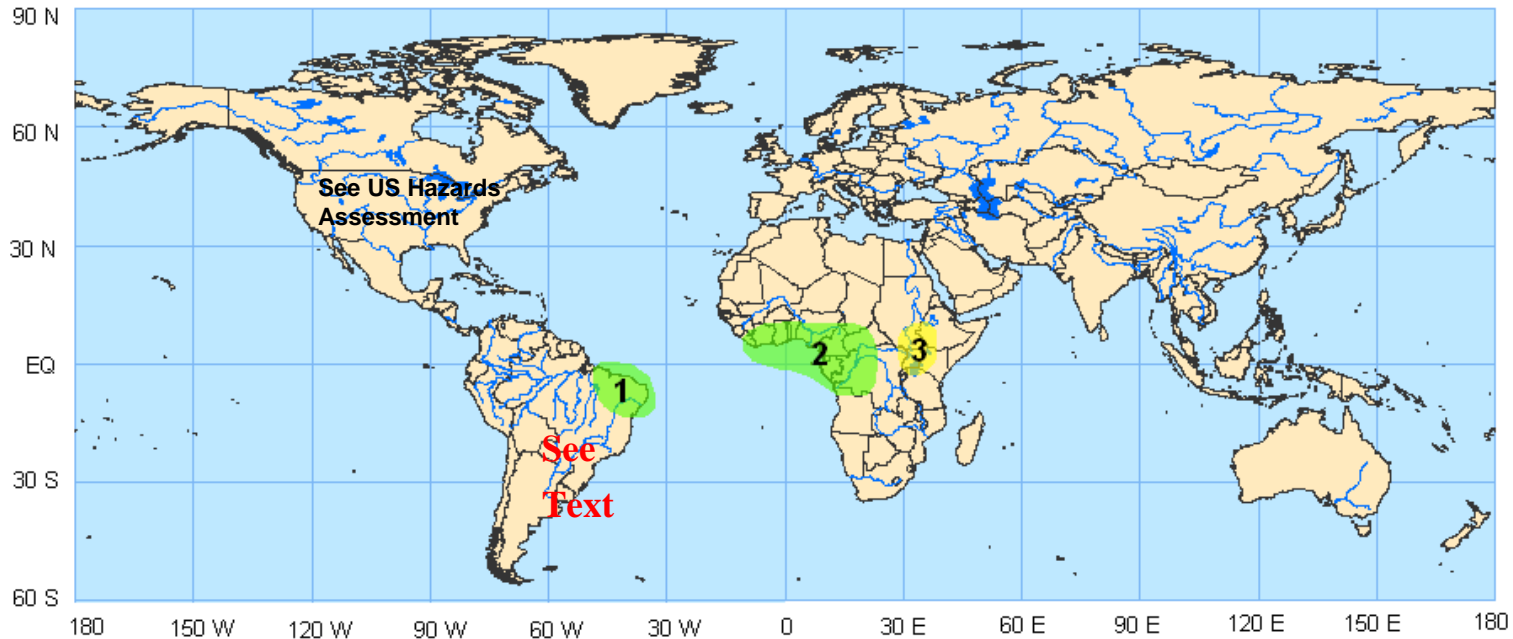 90 N
60 N
30 N
EQ
30 S
60 S
See US Hazards
Assessment
1
2
3
See
Text
180 150 W 120 W 90 W 60 W 30 W 0 30 E 60 E 90 E 120 E 150 E 180